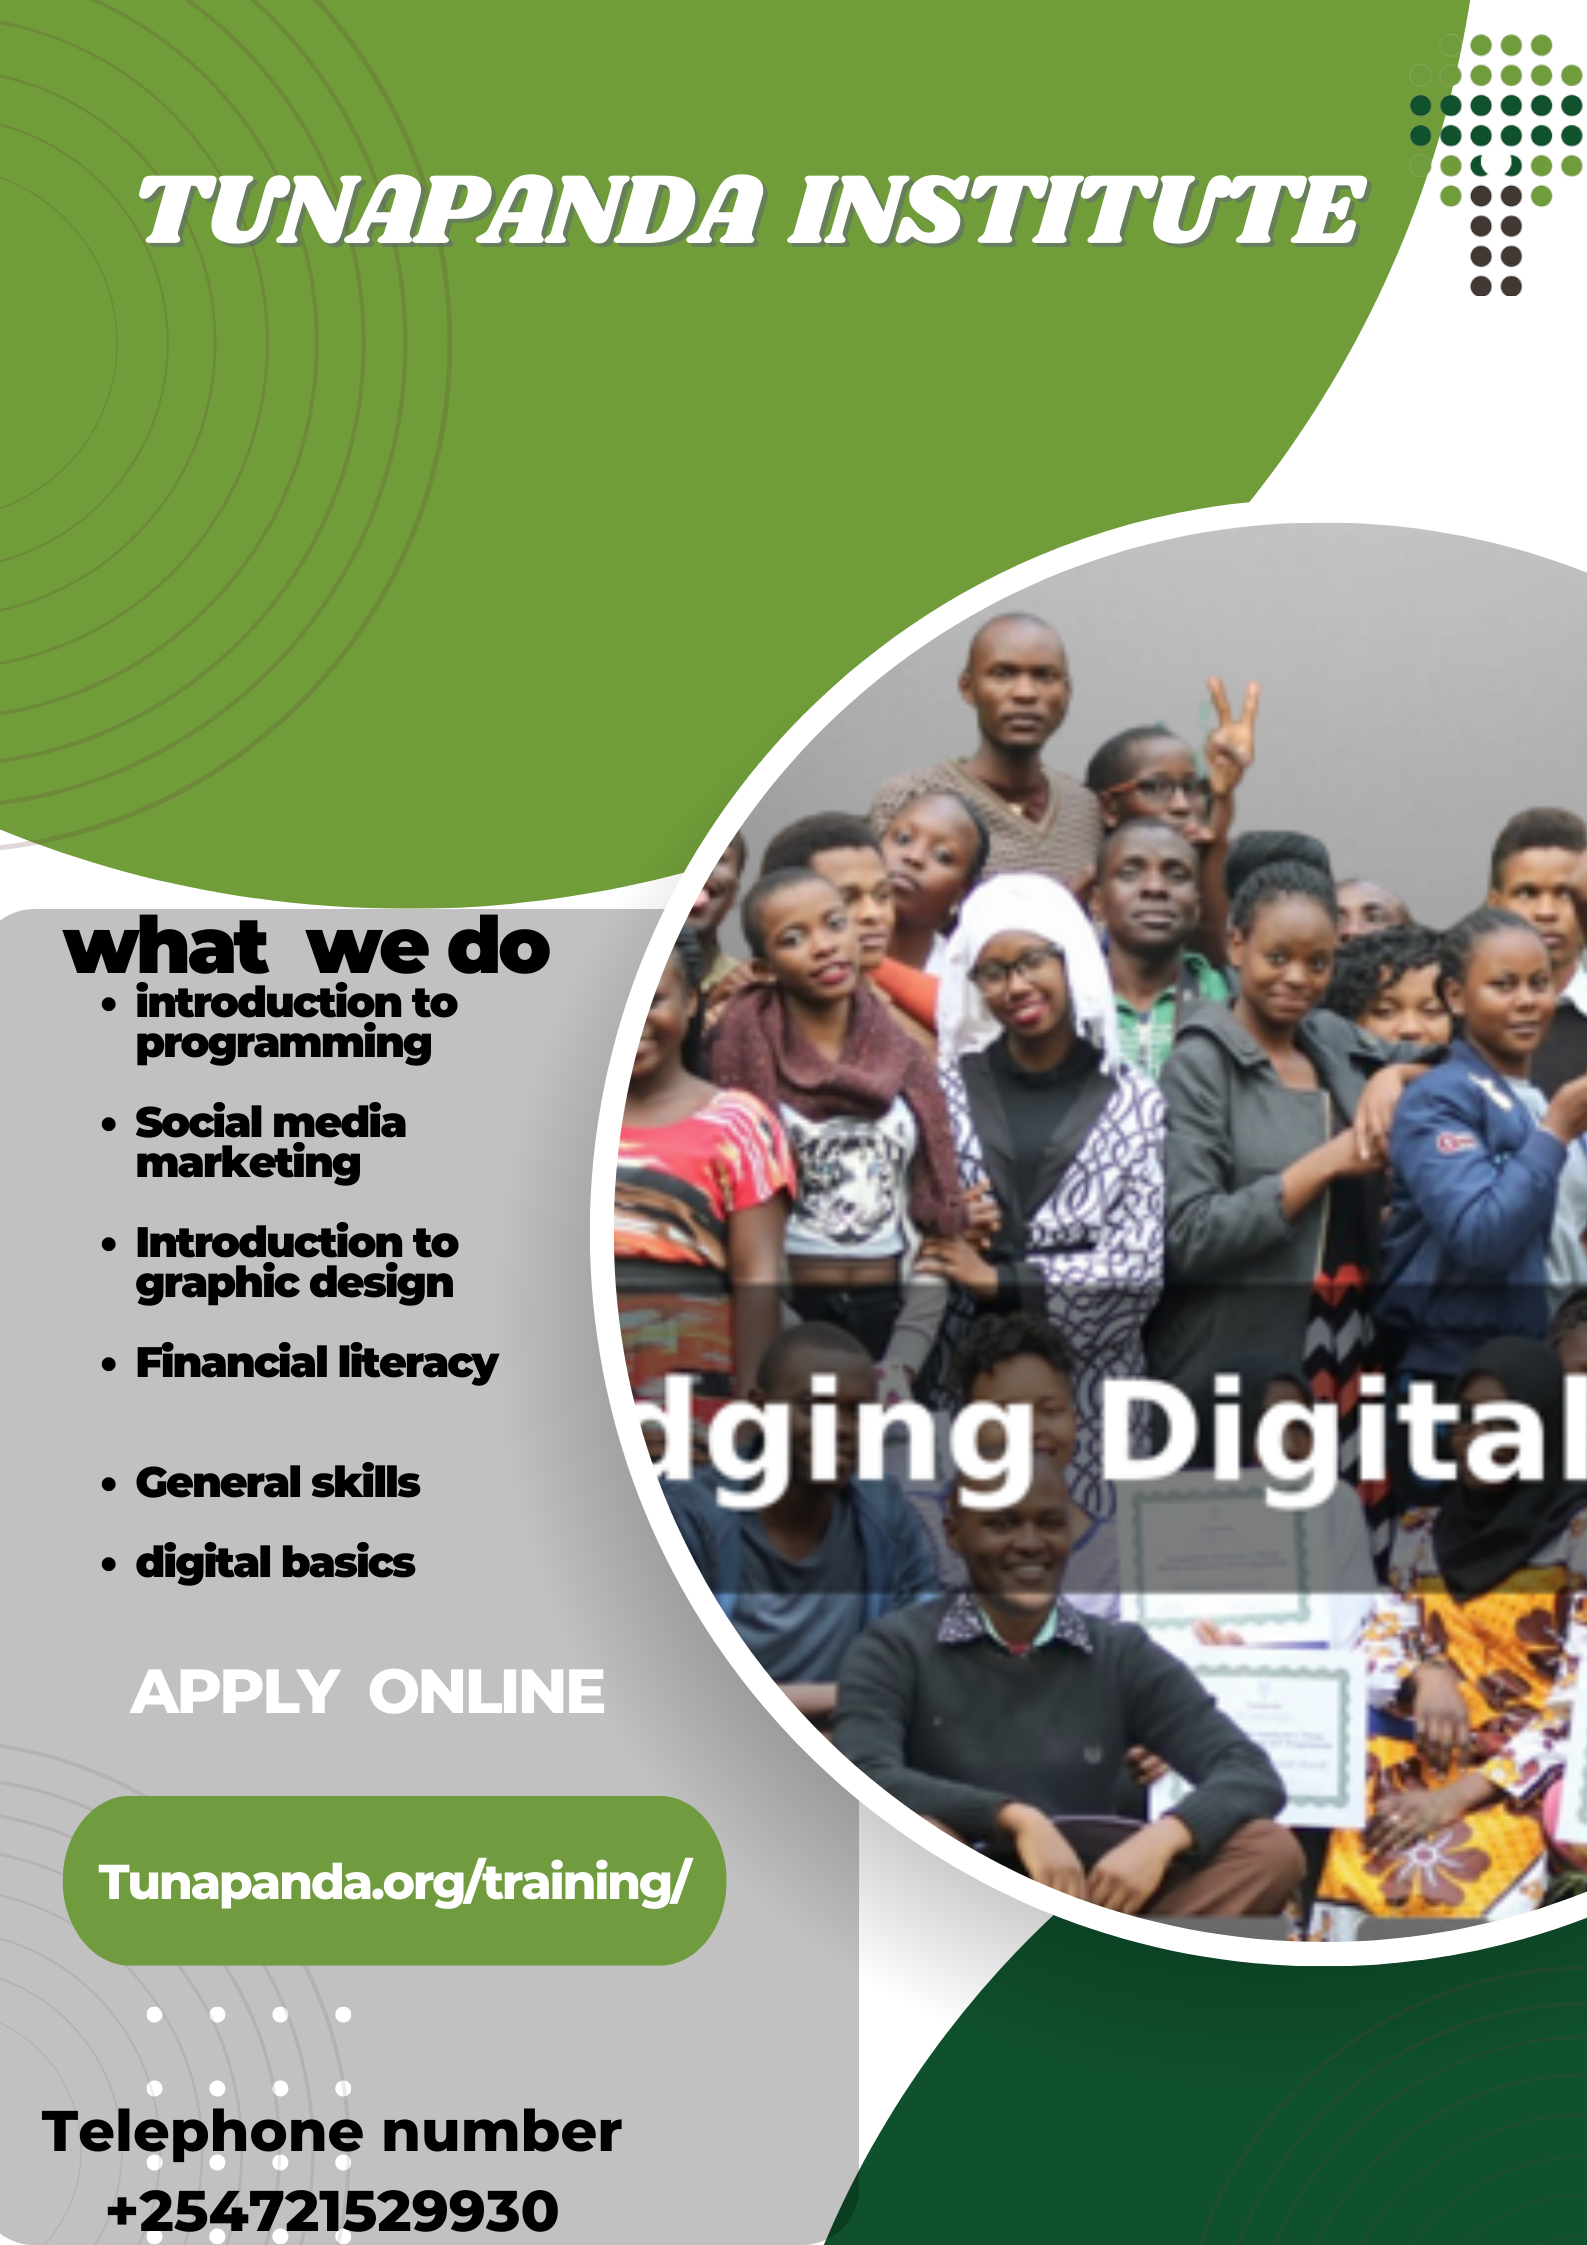 TUNAPANDA INSTITUTE
what we do
• introduction to
programming
• Social media
marketing
• Introduction to
graphic design
• Financial literacy
• General skills
• digital basics
dging Digital
APPLY ONLINE
Tunapanda.org/training/
Telephone number
+254721529930